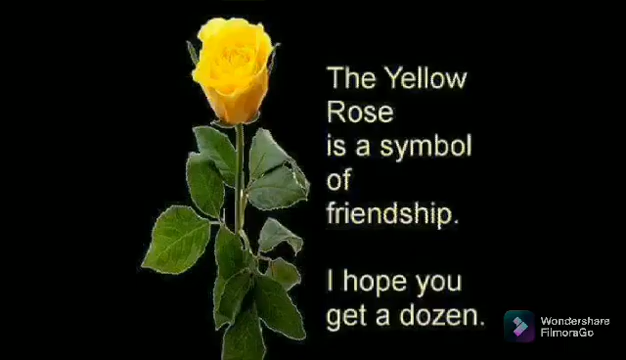 The Yellow
Rose
is a symbol
of
friendship.
I hope you
get a dozen.
Wondershare
FilmoraGo